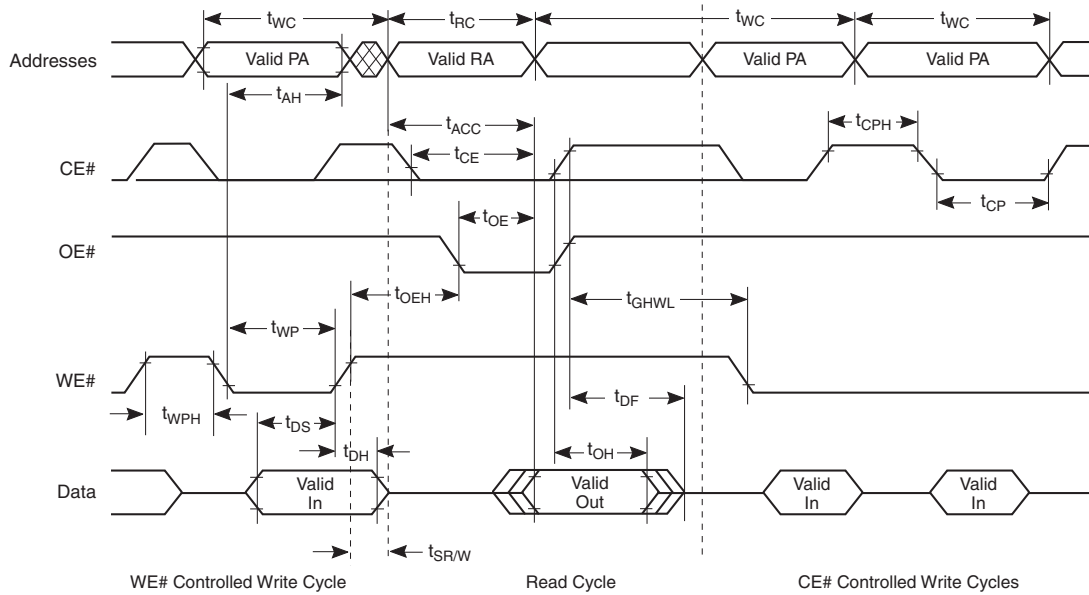 tWC tRC tWC tWC
Addresses Valid PA Valid RA Valid PA Valid PA
tAH
tACC tCPH
CE# tCE
tCP
tOE
OE#
tOEH tGHWL
tWP
WE#
tWPH tDS tDF
tDH tOH
Data Valid In Valid Out Valid In Valid In
tSR/W
WE# Controlled Write Cycle Read Cycle CE# Controlled Write Cycles